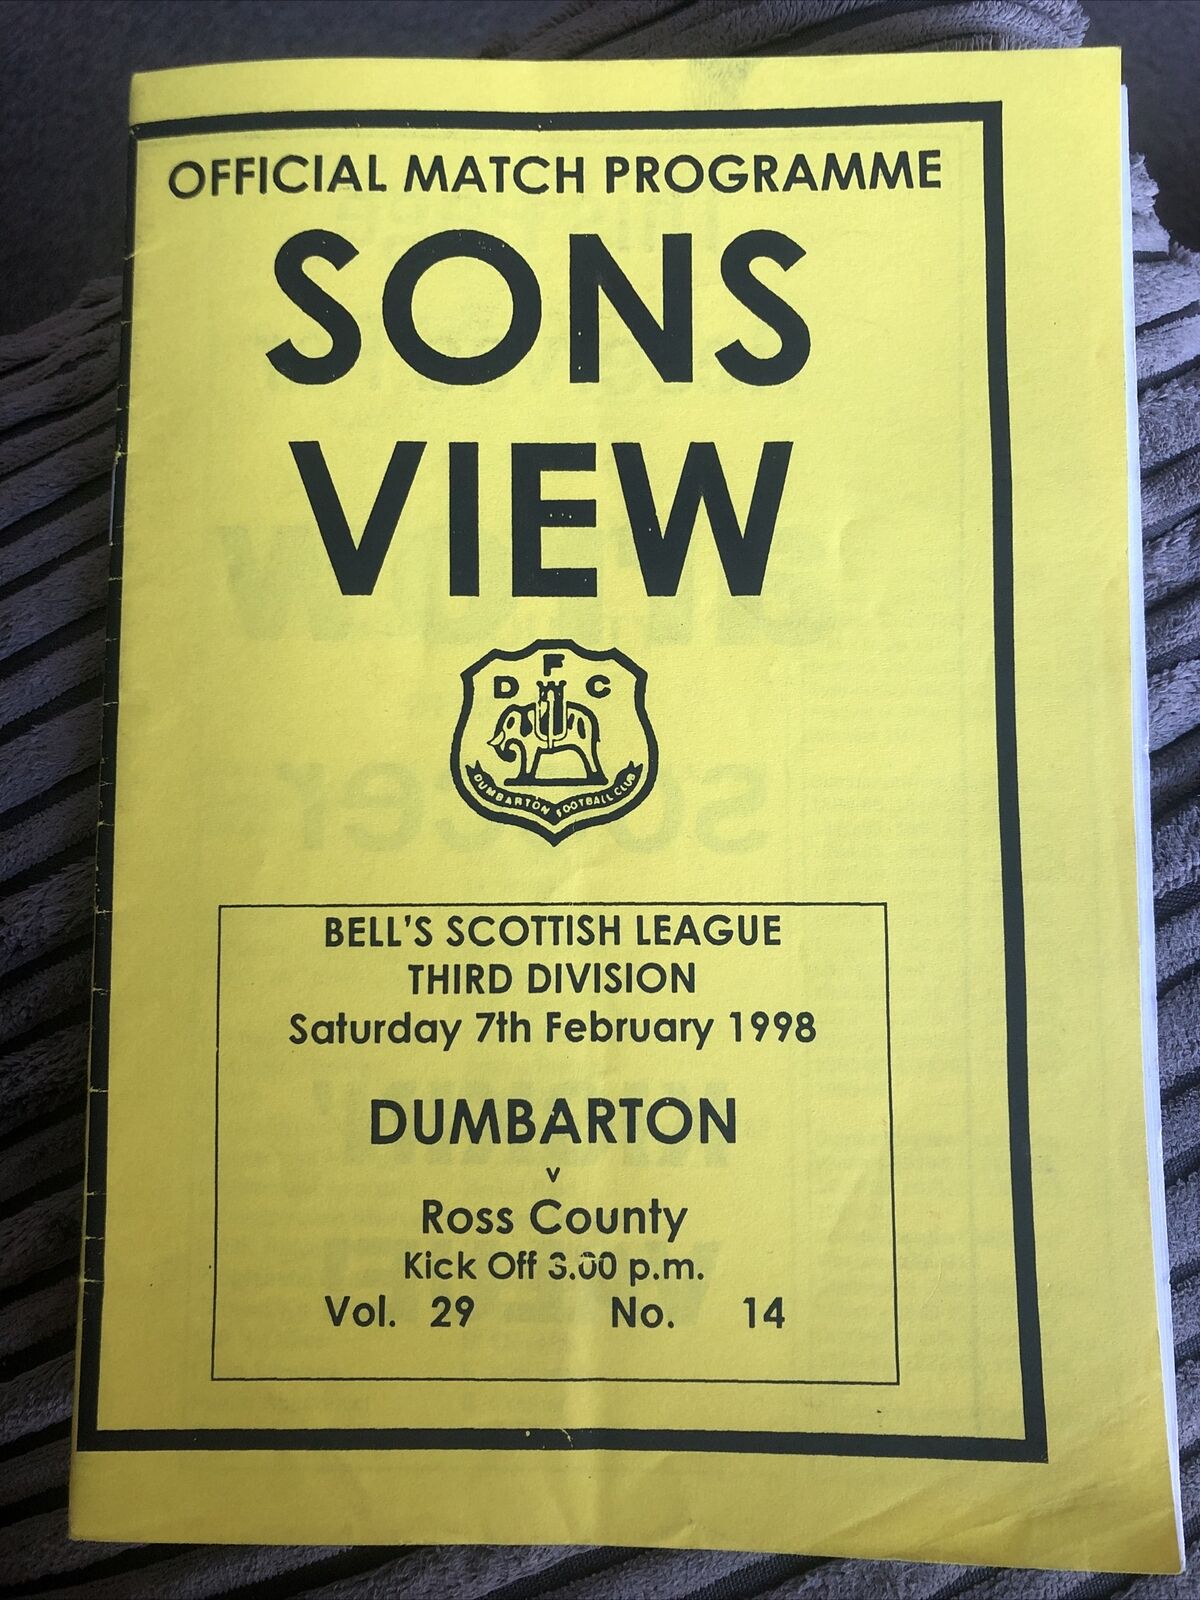 OFFICIAL MATCH PROGRAMME
SONS
VIEW
F
D C
DUMBARTON FOOTBALL CLUB
BELL'S SCOTTISH LEAGUE
THIRD DIVISION
Saturday 7th February 1998
DUMBARTON
v
Ross County
Kick Off 3.00 p.m.
Vol. 29 No. 14